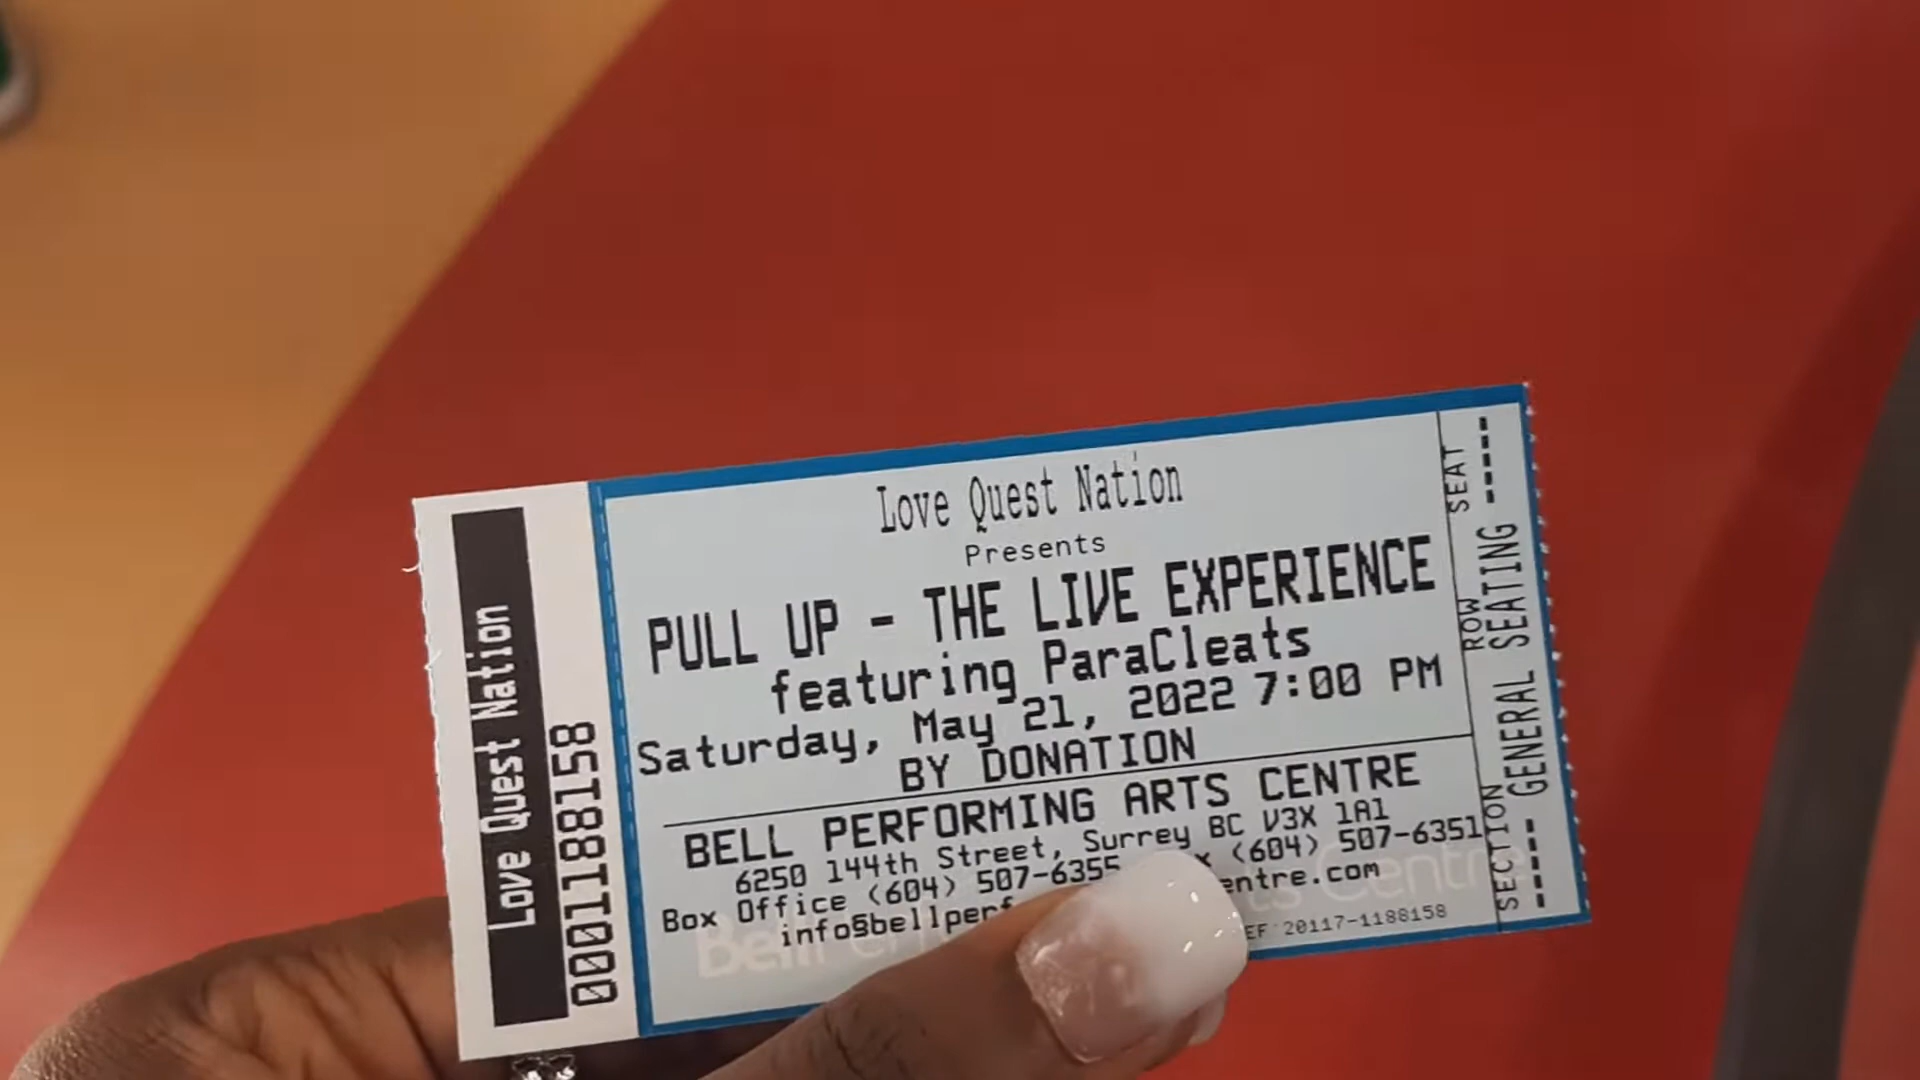 Love Quest Nation
0001188158
Love Quest Nation
Presents
PULL UP - THE LIVE EXPERIENCE
featuring ParaCleats
Saturday, May 21, 2022 7:00 PM
BY DONATION
BELL PERFORMING ARTS CENTRE
6250 144th Street, Surrey BC V3X 1A1
Box Office (604) 507-6355 (604) 507-6351
20117-1188158
SECTION ROW SEAT
---- GENERAL SEATING ----